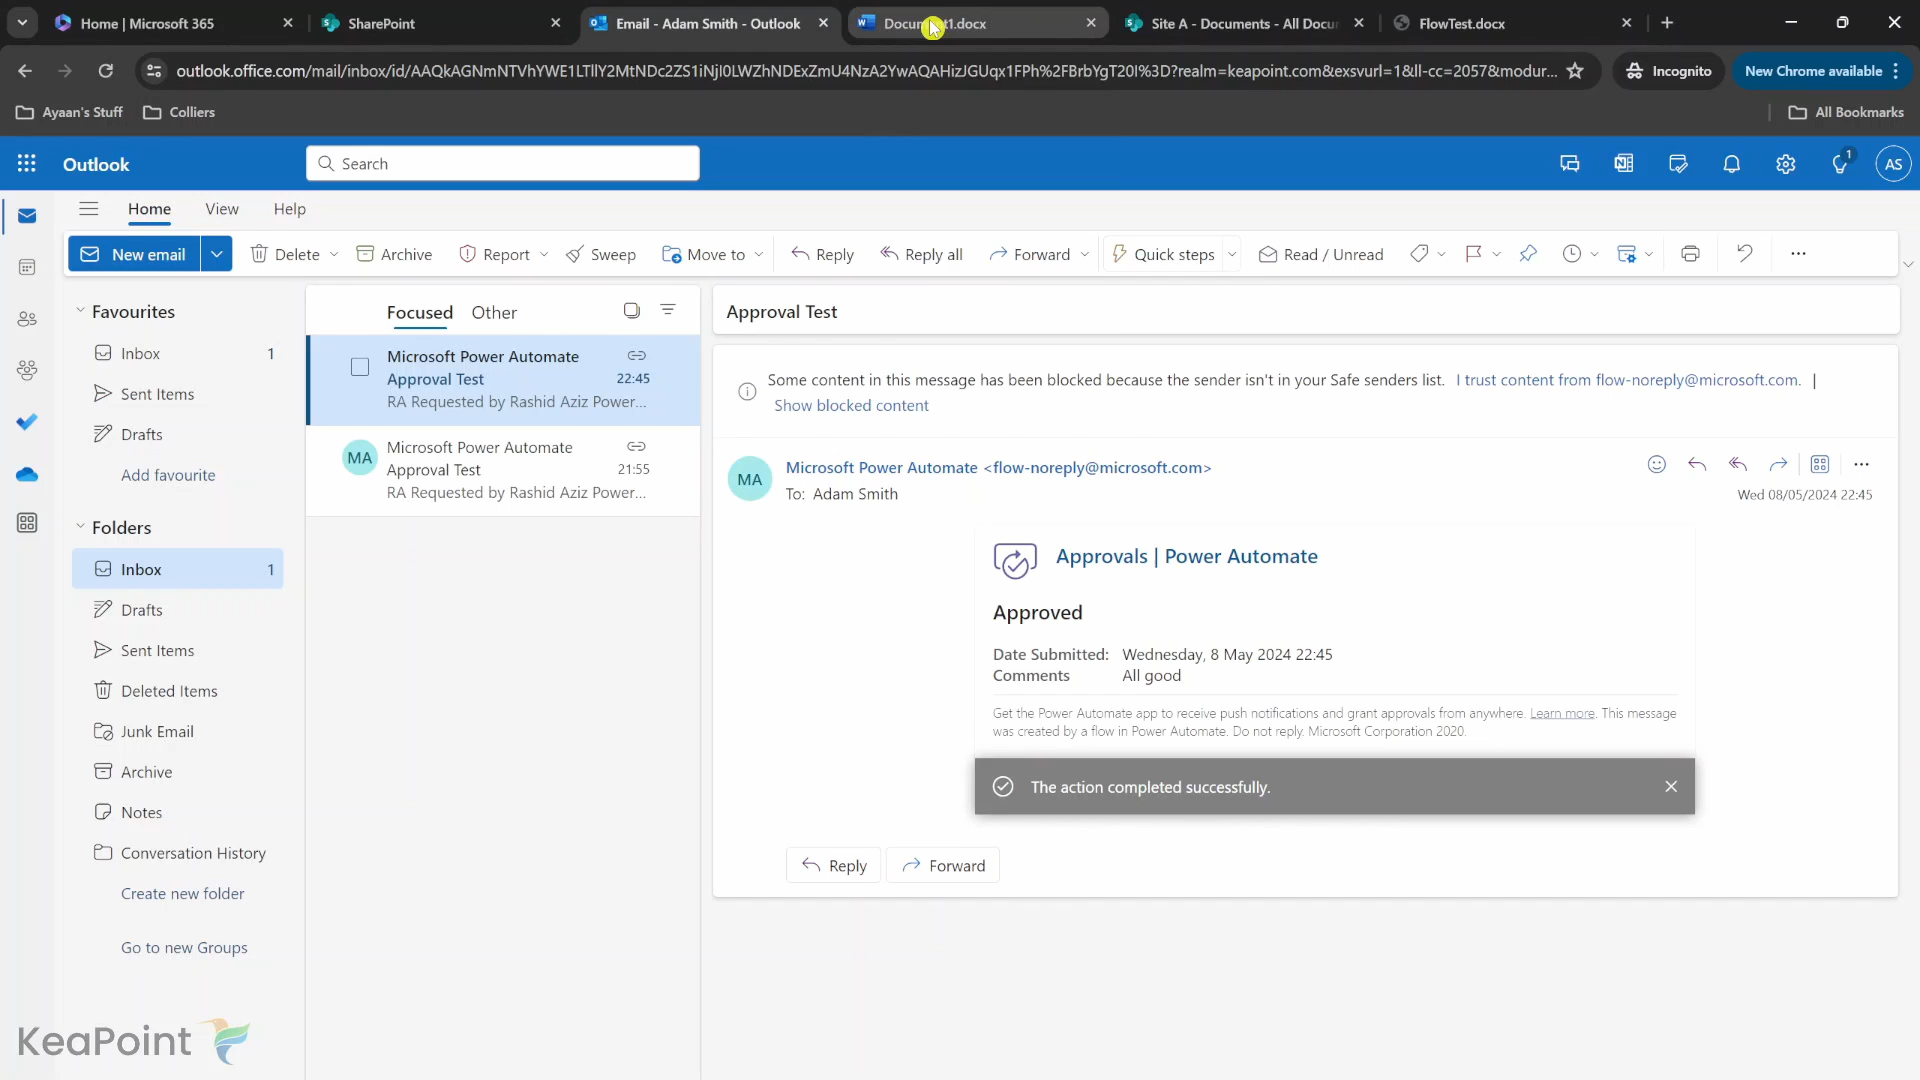 Home | Microsoft 365
SharePoint
Email - Adam Smith - Outlook
Document1.docx
Site A - Documents - All Docu
FlowTest.docx
outlook.office.com/mail/inbox/id/AAQkAGNmNTVhYWE1LTllY2MtNDc2ZS1iNjI0LWZhNDExZmU4NzA2YwAQAHizJGUqx1FPh%2FBrbYgT20I%3D?realm=keapoint.com&exsvurl=1&ll-cc=2057&modur...
Incognito
New Chrome available
Ayaan's Stuff
Colliers
All Bookmarks
Outlook
Search
1
AS
Home
View
Help
New email
Delete
Archive
Report
Sweep
Move to
Reply
Reply all
Forward
Quick steps
Read / Unread
Favourites
Inbox 1
Sent Items
Drafts
Add favourite
Folders
Inbox 1
Drafts
Sent Items
Deleted Items
Junk Email
Archive
Notes
Conversation History
Create new folder
Go to new Groups
Focused Other
Microsoft Power Automate
Approval Test 22:45
RA Requested by Rashid Aziz Power...
MA
Microsoft Power Automate
Approval Test 21:55
RA Requested by Rashid Aziz Power...
Approval Test
Some content in this message has been blocked because the sender isn't in your Safe senders list. I trust content from flow-noreply@microsoft.com. |
Show blocked content
MA
Microsoft Power Automate <flow-noreply@microsoft.com>
To: Adam Smith
Wed 08/05/2024 22:45
Approvals | Power Automate
Approved
Date Submitted: Wednesday, 8 May 2024 22:45
Comments All good
Get the Power Automate app to receive push notifications and grant approvals from anywhere. Learn more. This message
was created by a flow in Power Automate. Do not reply. Microsoft Corporation 2020.
The action completed successfully.
Reply
Forward
KeaPoint